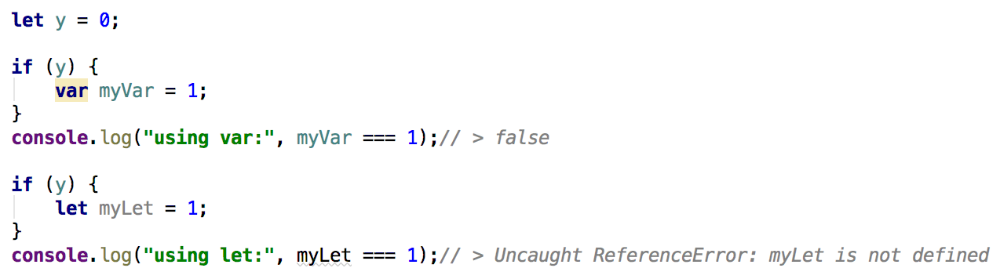 let y = 0;
if (y) {
var myVar = 1;
}
console.log("using var:", myVar === 1);// > false
if (y) {
let myLet = 1;
}
console.log("using let:", myLet === 1);// > Uncaught ReferenceError: myLet is not defined